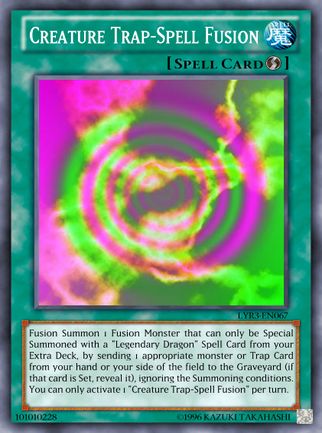 CREATURE TRAP-SPELL FUSION
SPELL
魔
[SPELL CARD]
LYR3-EN067
Fusion Summon 1 Fusion Monster that can only be Special
Summoned with a "Legendary Dragon" Spell Card from
your Extra Deck, by sending 1 appropriate monster or Trap Card
from your hand or your side of the field to the Graveyard (if
that card is Set, reveal it), ignoring the Summoning conditions.
You can only activate 1 "Creature Trap-Spell Fusion" per turn.
101010228
©1996 KAZUKI TAKAHASHI